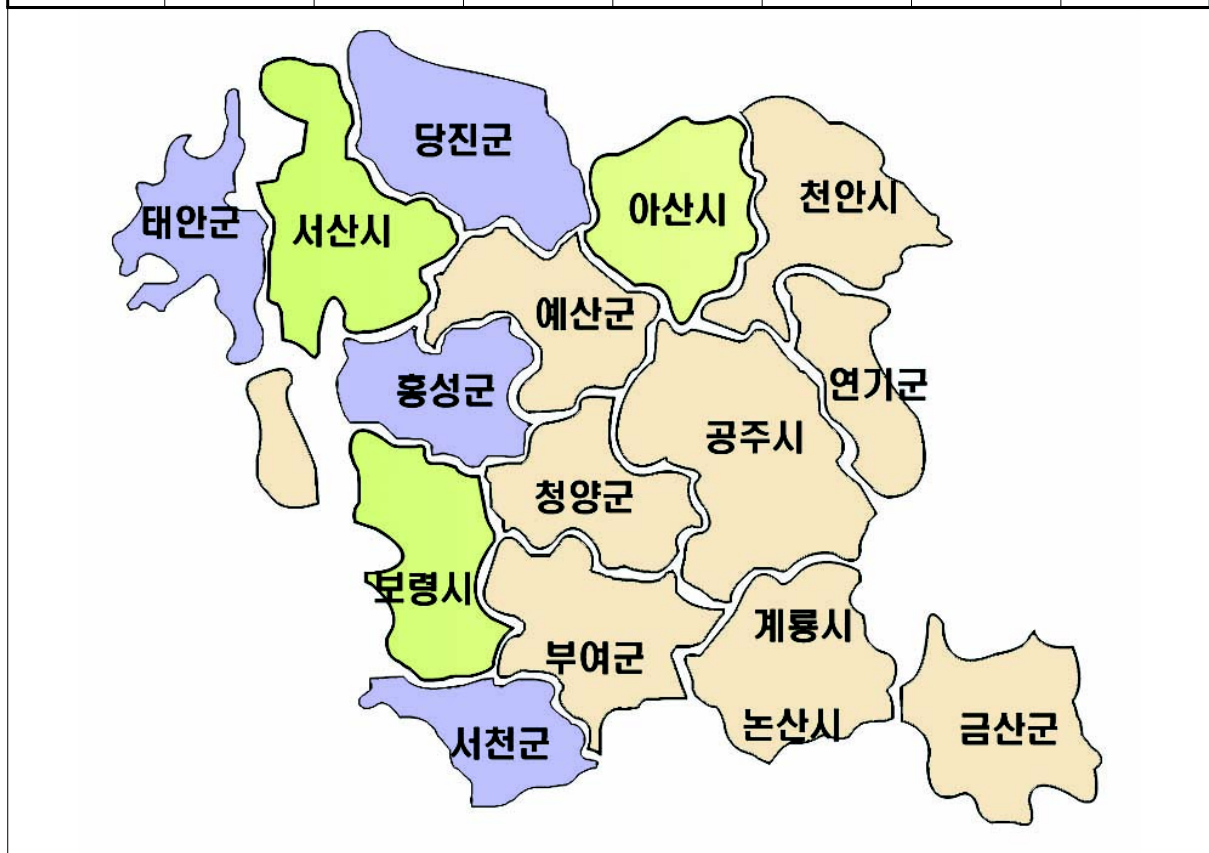 당진군
천안시
아산시
태안군
서산시
예산군
홍성군
연기군
공주시
청양군
보령시
계룡시
부여군
논산시
서천군
금산군